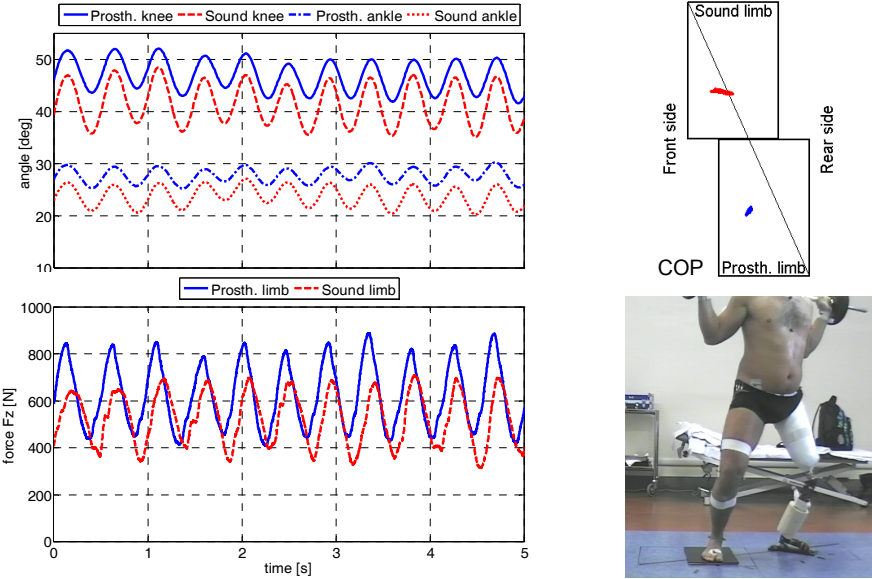 Prosth. knee Sound knee Prosth. ankle Sound ankle
50
40
30
20
10
angle [deg]
Prosth. limb Sound limb
1000
800
600
400
200
0
force Fz [N]
0 1 2 3 4 5
time [s]
Sound limb
Front side
Rear side
Prosth. limb
COP